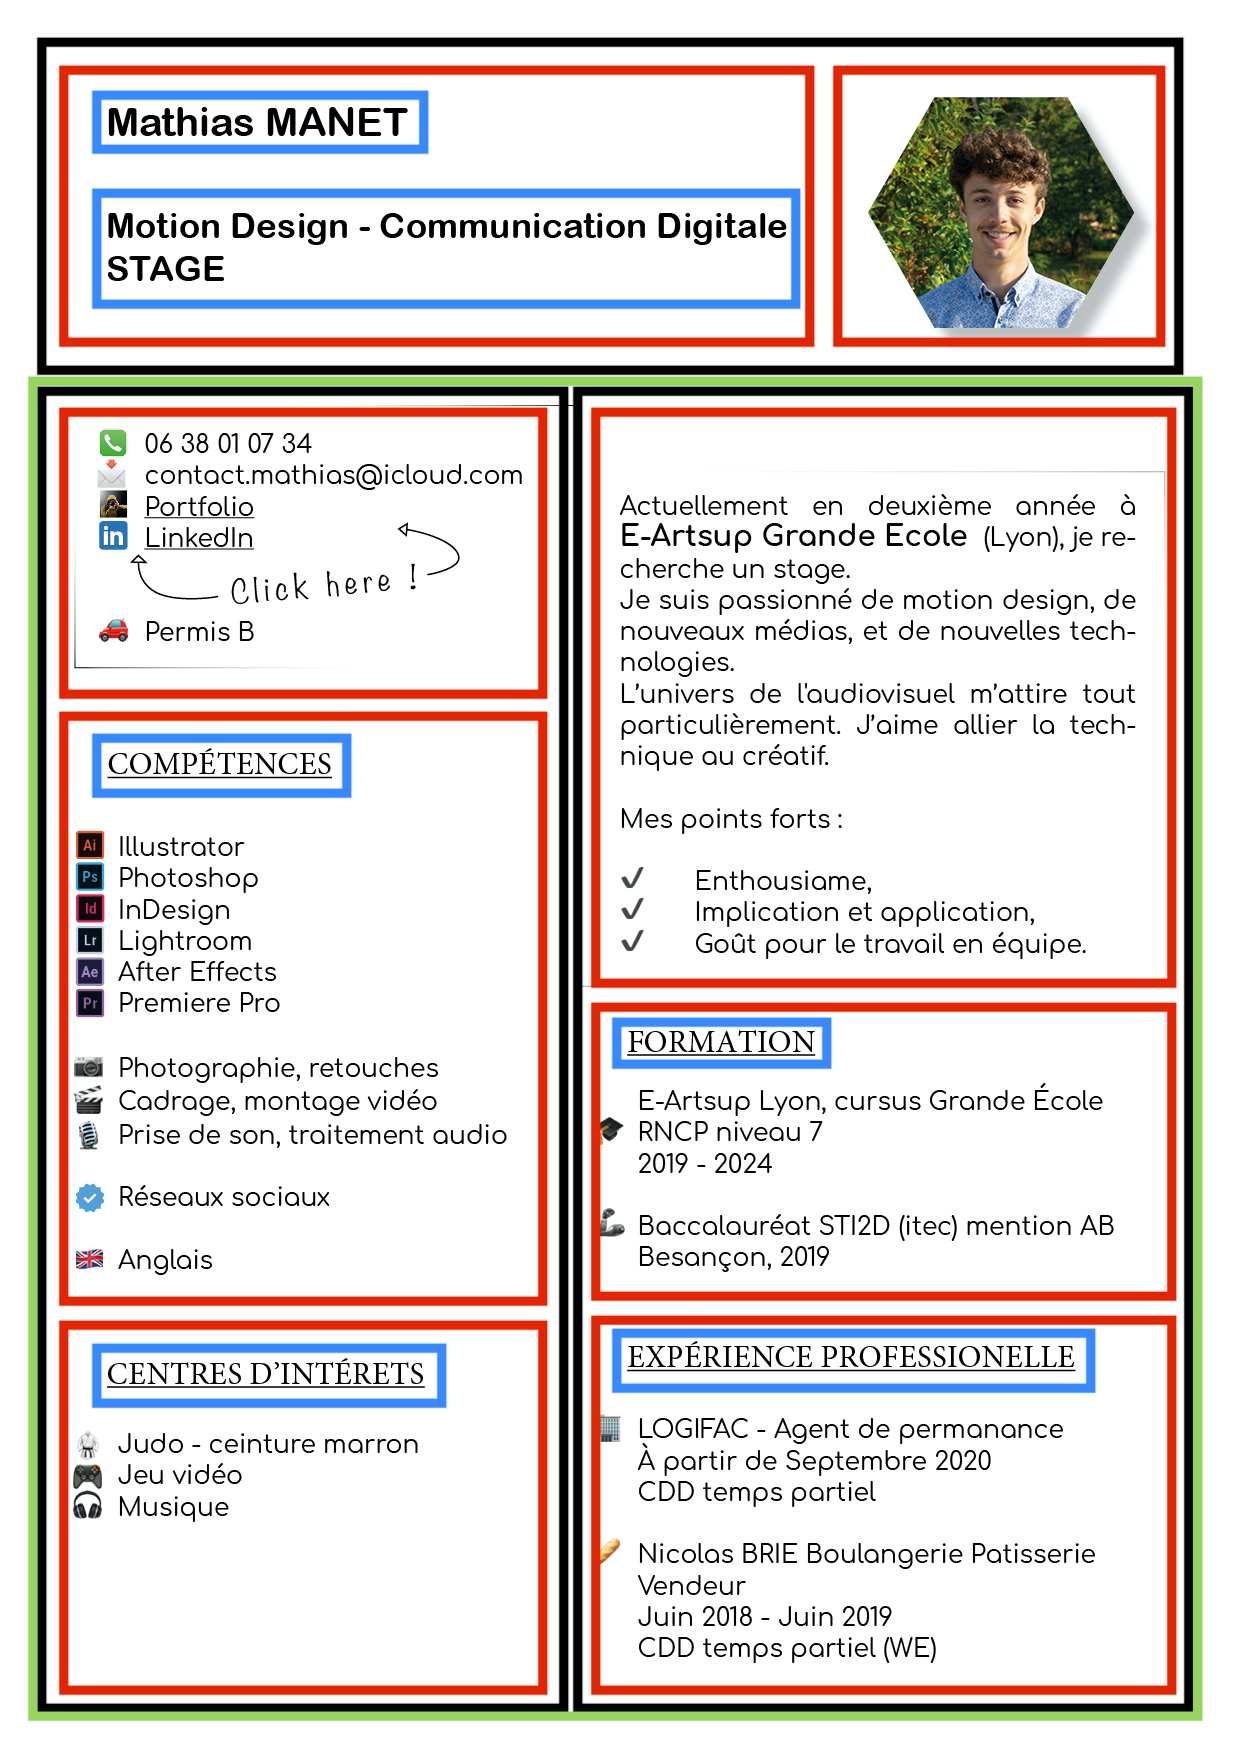 Mathias MANET
Motion Design - Communication Digitale
STAGE
06 38 01 07 34
contact.mathias@icloud.com
Portfolio
in LinkedIn
Click here !
Permis B
COMPÉTENCES
Ai Illustrator
Ps Photoshop
Id InDesign
Lr Lightroom
Ae After Effects
Pr Premiere Pro
Photographie, retouches
Cadrage, montage vidéo
Prise de son, traitement audio
Réseaux sociaux
Anglais
CENTRES D’INTÉRETS
Judo - ceinture marron
Jeu vidéo
Musique
Actuellement en deuxième année à
E-Artsup Grande Ecole (Lyon), je re-
cherche un stage.
Je suis passionné de motion design, de
nouveaux médias, et de nouvelles tech-
nologies.
L’univers de l'audiovisuel m’attire tout
particulièrement. J’aime allier la tech-
nique au créatif.
Mes points forts :
✓ Enthousiame,
✓ Implication et application,
✓ Goût pour le travail en équipe.
FORMATION
E-Artsup Lyon, cursus Grande École
RNCP niveau 7
2019 - 2024
Baccalauréat STI2D (itec) mention AB
Besançon, 2019
EXPÉRIENCE PROFESSIONELLE
LOGIFAC - Agent de permanance
À partir de Septembre 2020
CDD temps partiel
Nicolas BRIE Boulangerie Patisserie
Vendeur
Juin 2018 - Juin 2019
CDD temps partiel (WE)